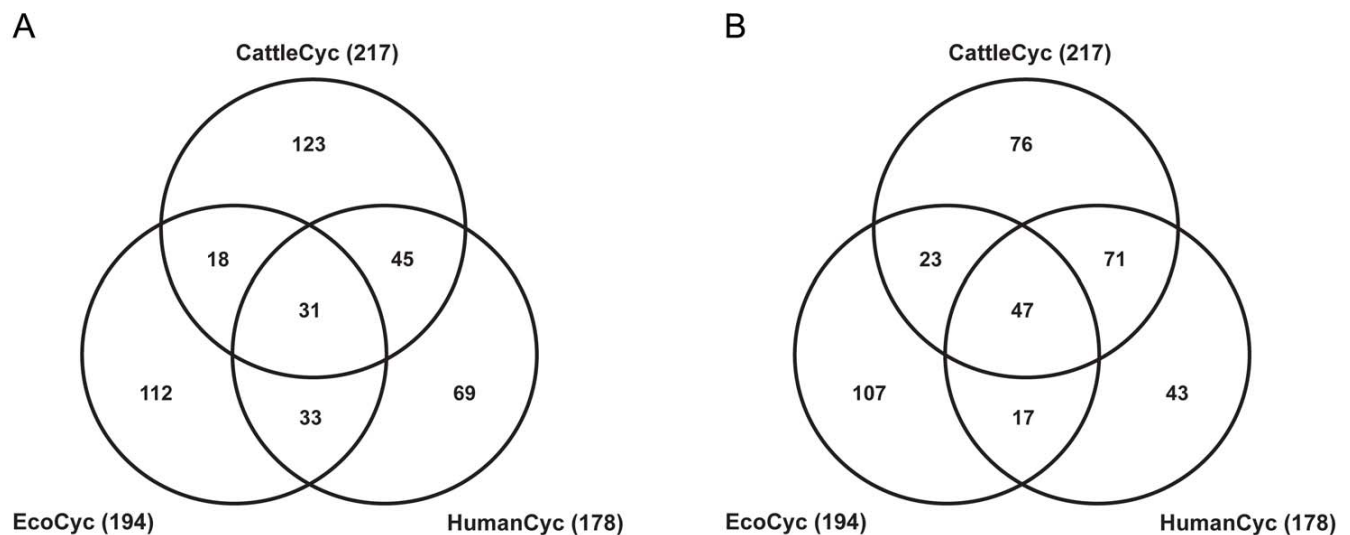 A
CattleCyc (217)
123
18
45
31
112
33
69
EcoCyc (194)
HumanCyc (178)
B
CattleCyc (217)
76
23
71
47
107
17
43
EcoCyc (194)
HumanCyc (178)